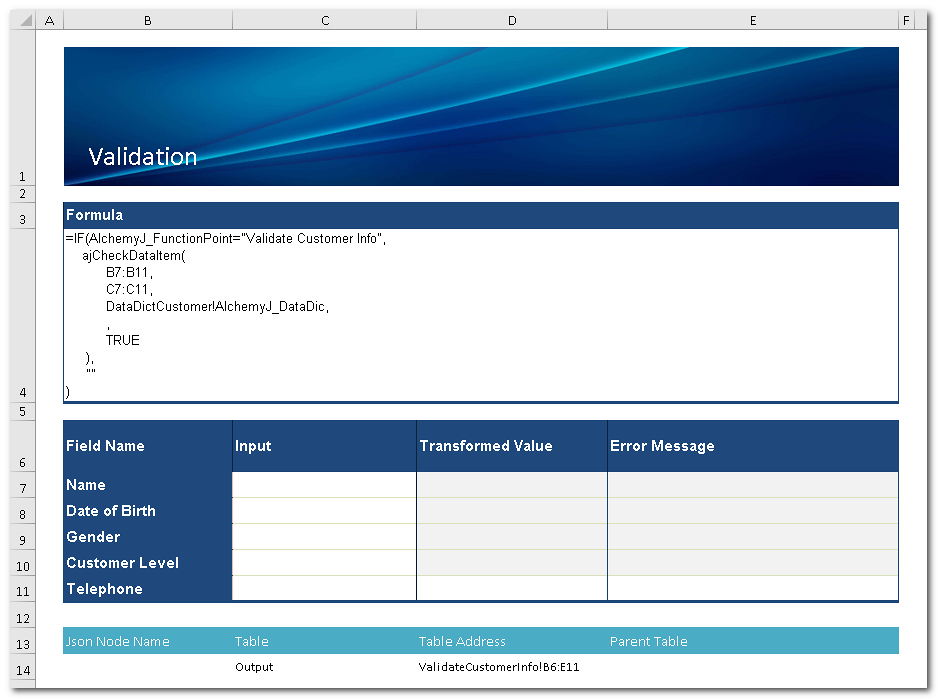 A B C D E F
Validation
1
2
3 Formula
=IF(AlchemyJ_FunctionPoint="Validate Customer Info",
ajCheckDataItem(
B7:B11,
C7:C11,
DataDictCustomer!AlchemyJ_DataDic,
,
TRUE
),
""
4 )
5
6 Field Name Input Transformed Value Error Message
7 Name
8 Date of Birth
9 Gender
10 Customer Level
11 Telephone
12
13 Json Node Name Table Table Address Parent Table
14 Output ValidateCustomerInfo!B6:E11